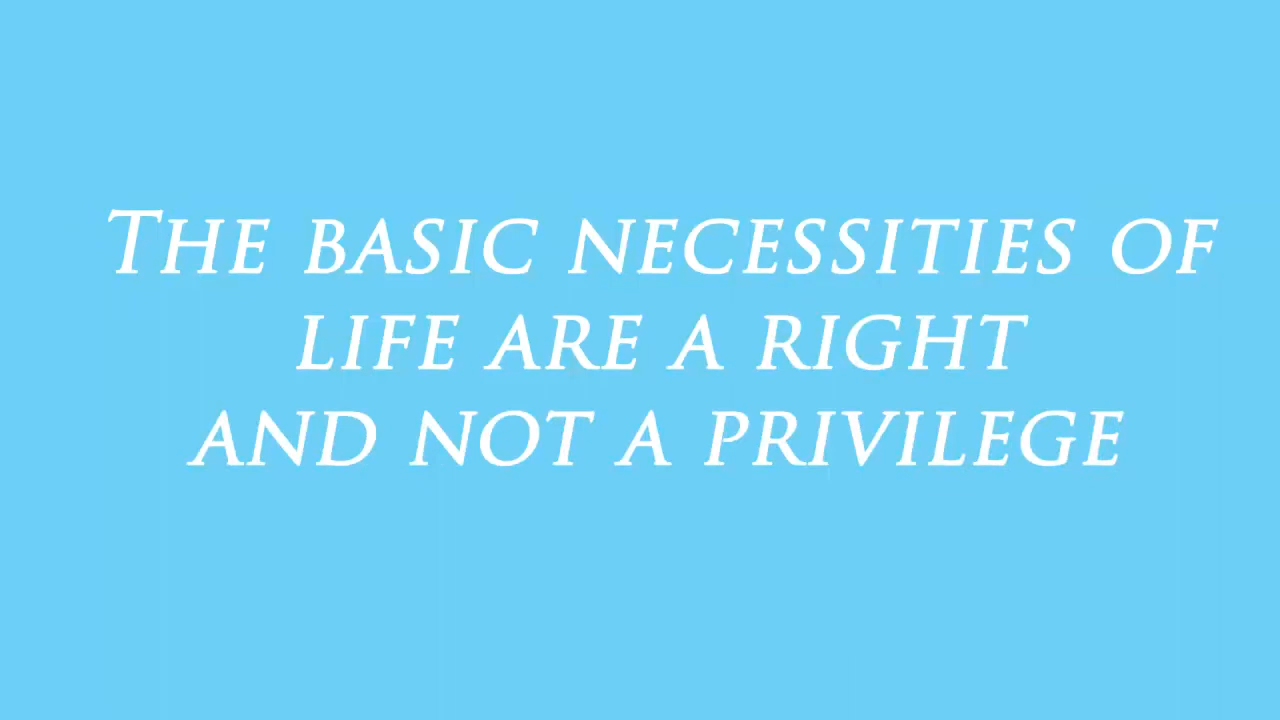 The basic necessities of
life are a right
and not a privilege